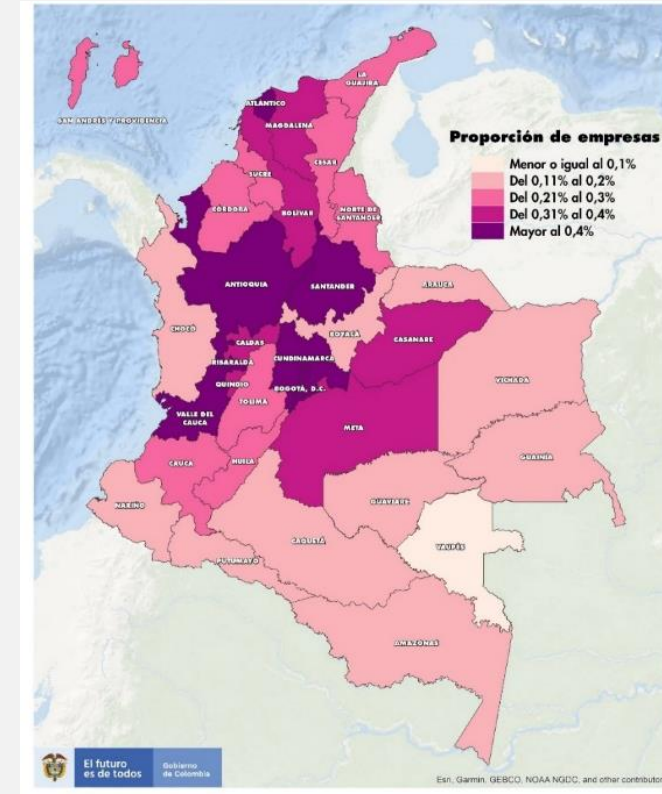 LA
GUAJIRA
ATLÁNTICO
SAN ANDRÉS Y PROVIDENCIA
MAGDALENA
Proporción de empresas
Menor o igual al 0,1%
Del 0,11% al 0,2%
Del 0,21% al 0,3%
Del 0,31% al 0,4%
Mayor al 0,4%
CESAR
SUCRE
CÓRDOBA
BOLÍVAR
NORTE DE
SANTANDER
ANTIOQUIA
SANTANDER
ARAUCA
CHOCÓ
BOYACÁ
CALDAS
CASANARE
RISARALDA
CUNDINAMARCA
VICHADA
QUINDIO
BOGOTÁ, D.C.
TOLIMA
VALLE DEL
CAUCA
META
GUAINÍA
CAUCA
HUILA
NARIÑO
GUAVIARE
CAQUETÁ
VAUPÉS
PUTUMAYO
AMAZONAS
El futuro
es de todos
Gobierno
de Colombia
Esri, Garmin, GEBCO, NOAA NGDC, and other contributor